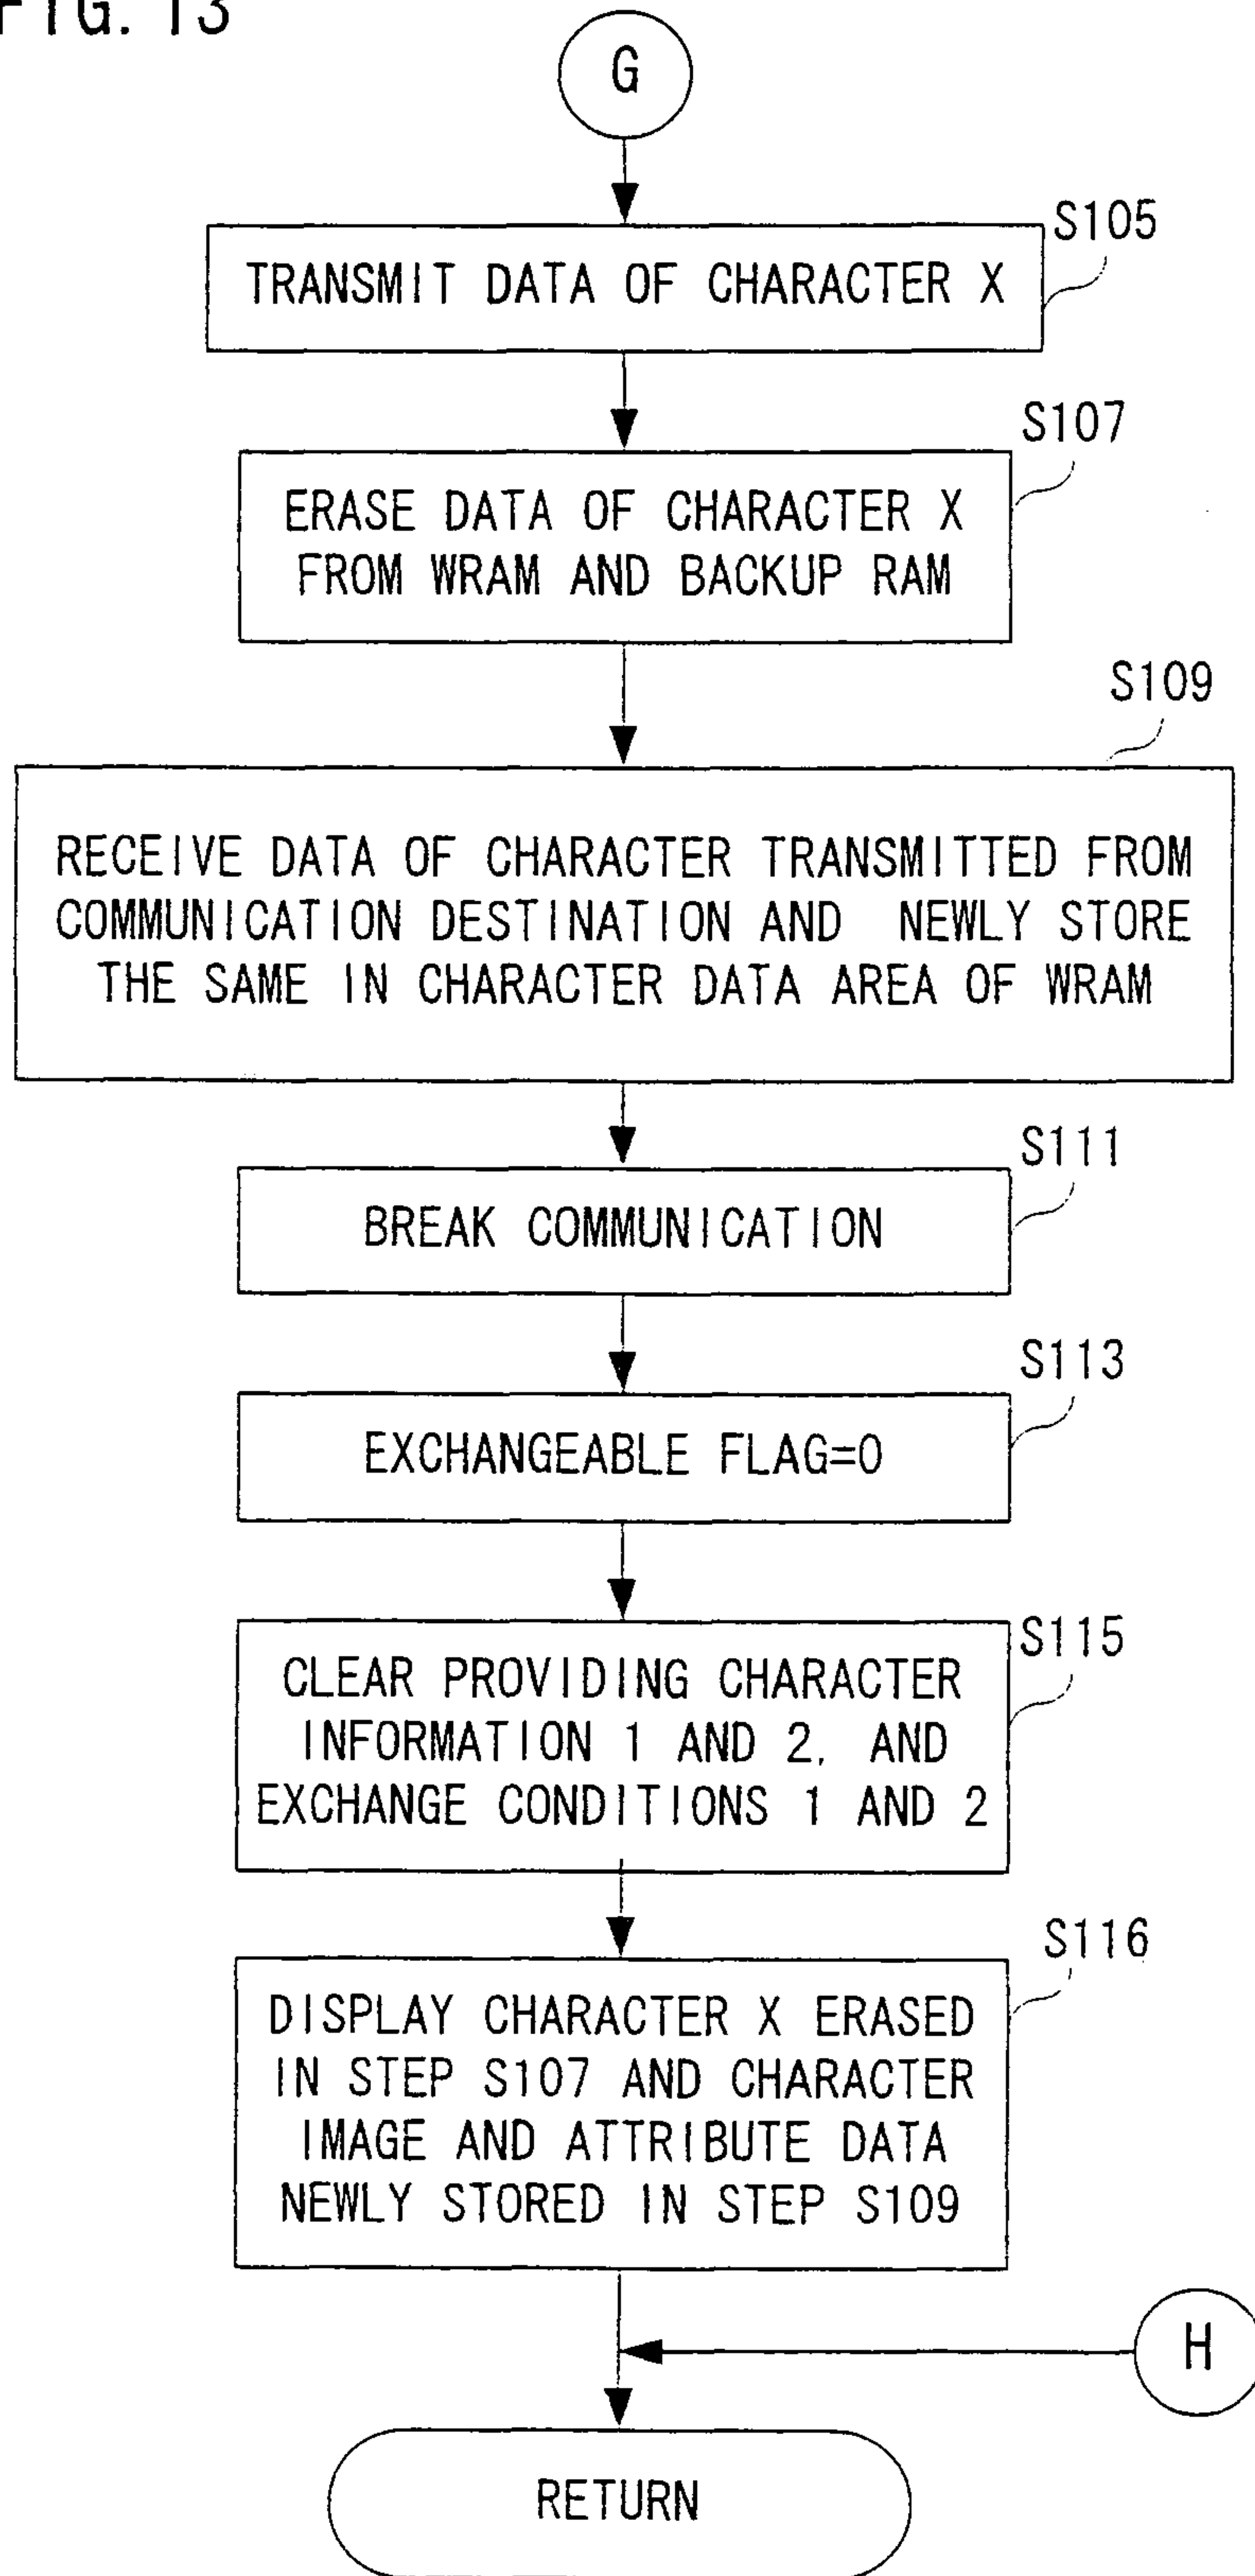 FIG. 13
G
S105
TRANSMIT DATA OF CHARACTER X
S107
ERASE DATA OF CHARACTER X
FROM WRAM AND BACKUP RAM
S109
RECEIVE DATA OF CHARACTER TRANSMITTED FROM
COMMUNICATION DESTINATION AND NEWLY STORE
THE SAME IN CHARACTER DATA AREA OF WRAM
S111
BREAK COMMUNICATION
S113
EXCHANGEABLE FLAG=0
S115
CLEAR PROVIDING CHARACTER
INFORMATION 1 AND 2, AND
EXCHANGE CONDITIONS 1 AND 2
S116
DISPLAY CHARACTER X ERASED
IN STEP S107 AND CHARACTER
IMAGE AND ATTRIBUTE DATA
NEWLY STORED IN STEP S109
H
RETURN